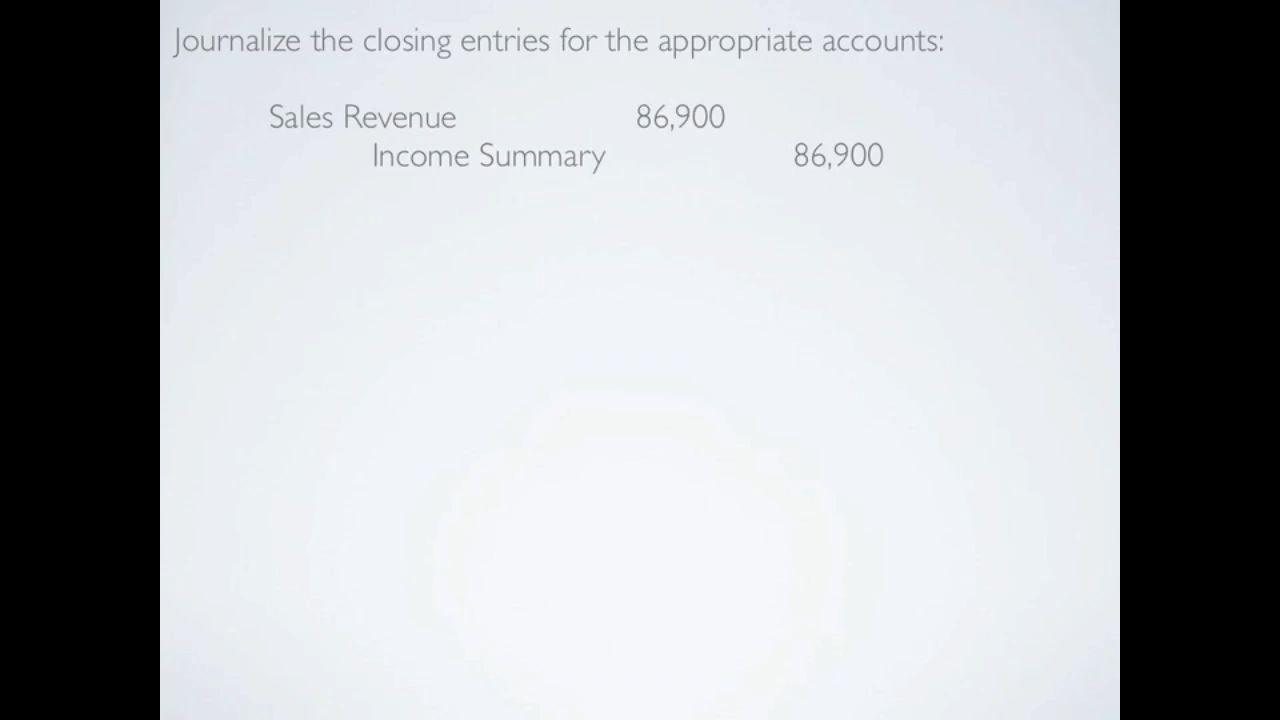 Journalize the closing entries for the appropriate accounts:
Sales Revenue 86,900
Income Summary 86,900